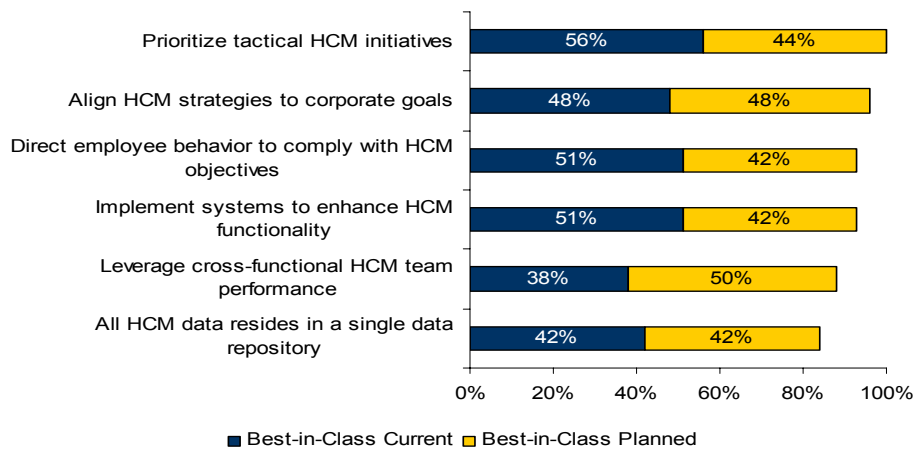 Prioritize tactical HCM initiatives
56% 44%
Align HCM strategies to corporate goals
48% 48%
Direct employee behavior to comply with HCM
objectives
51% 42%
Implement systems to enhance HCM
functionality
51% 42%
Leverage cross-functional HCM team
performance
38% 50%
All HCM data resides in a single data
repository
42% 42%
0% 20% 40% 60% 80% 100%
Best-in-Class Current Best-in-Class Planned